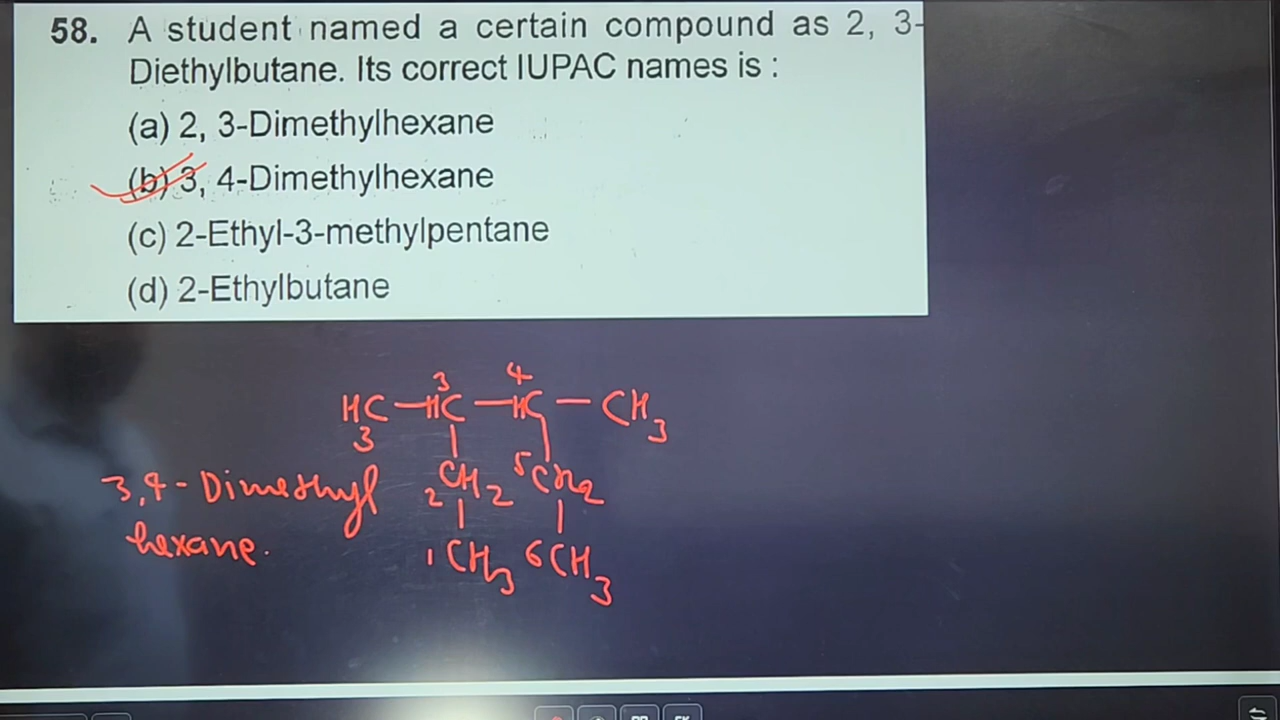 58. A student named a certain compound as 2, 3-
Diethylbutane. Its correct IUPAC names is :
(a) 2, 3-Dimethylhexane
(b) 3, 4-Dimethylhexane
(c) 2-Ethyl-3-methylpentane
(d) 2-Ethylbutane
3 4
H3C-HC-HC-CH3
2CH2 5CH2
1CH3 6CH3
3,4-Dimethyl
hexane.